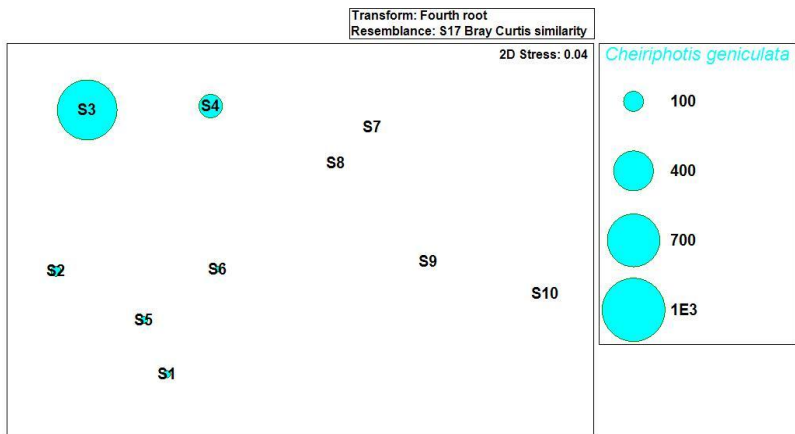 Transform: Fourth root
Resemblance: S17 Bray Curtis similarity
2D Stress: 0.04
Cheiriphotis geniculata
S3
S4
S7
S8
S2
S6
S9
S10
S5
S1
100
400
700
1E3